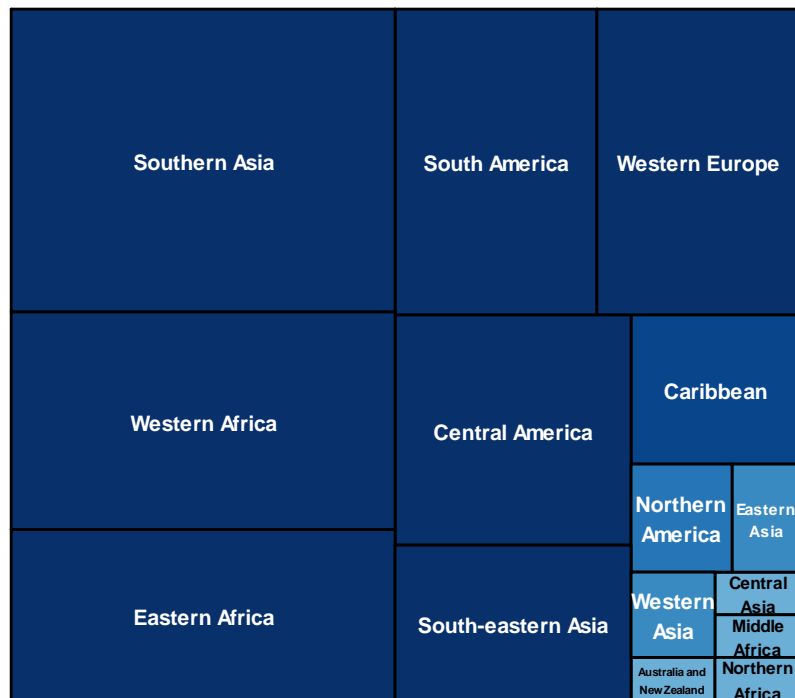 Southern Asia
South America
Western Europe
Western Africa
Central America
Caribbean
Northern
America
Eastern
Asia
Eastern Africa
South-eastern Asia
Western
Asia
Central
Asia
Middle
Africa
Australia and
New Zealand
Northern
Africa